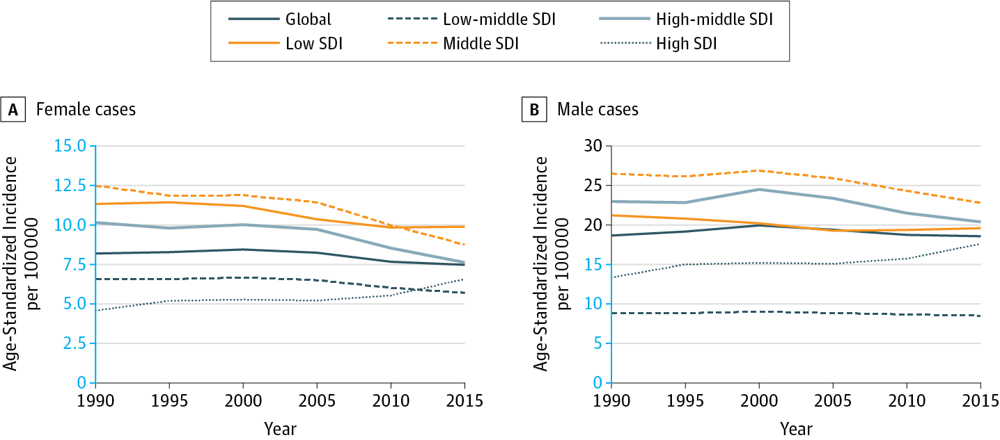 Global
Low-middle SDI
High-middle SDI
Low SDI
Middle SDI
High SDI
A Female cases
15.0
12.5
10.0
7.5
5.0
2.5
0
Age-Standardized Incidence
per 100 000
1990 1995 2000 2005 2010 2015
Year
B Male cases
30
25
20
15
10
5
0
Age-Standardized Incidence
per 100 000
1990 1995 2000 2005 2010 2015
Year